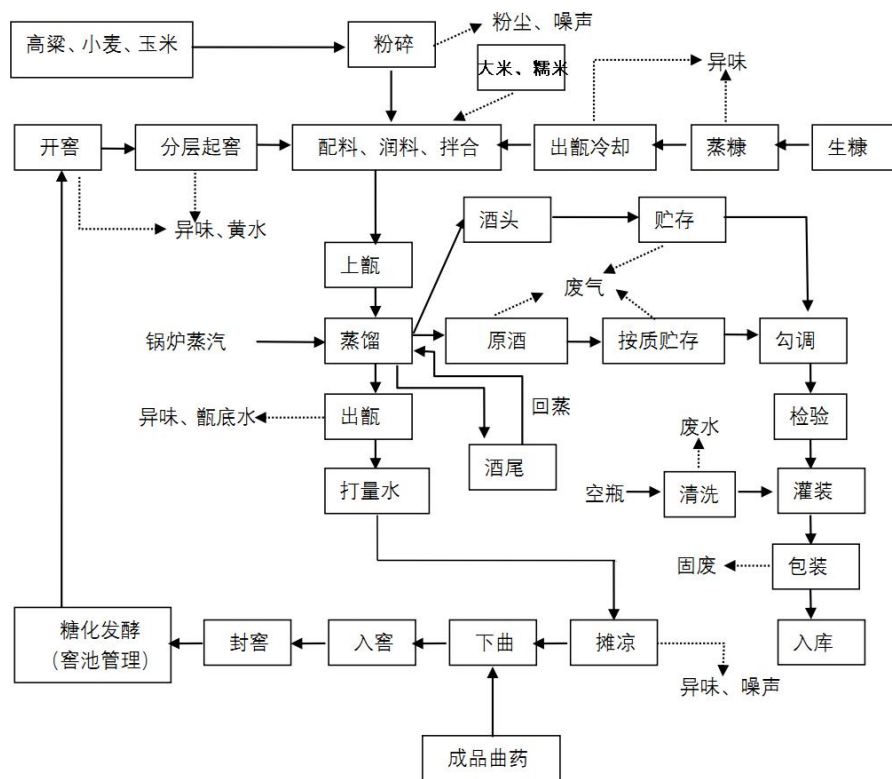 高粱、小麦、玉米
粉碎
粉尘、噪声
大米、糯米
异味
开窖
分层起窖
配料、润料、拌合
出甑冷却
蒸糠
生糠
异味、黄水
酒头
贮存
上甑
废气
锅炉蒸汽
蒸馏
原酒
按质贮存
勾调
回蒸
异味、甑底水
出甑
检验
废水
酒尾
打量水
空瓶
清洗
灌装
固废
包装
糖化发酵
(窖池管理)
封窖
入窖
下曲
摊凉
入库
异味、噪声
成品曲药